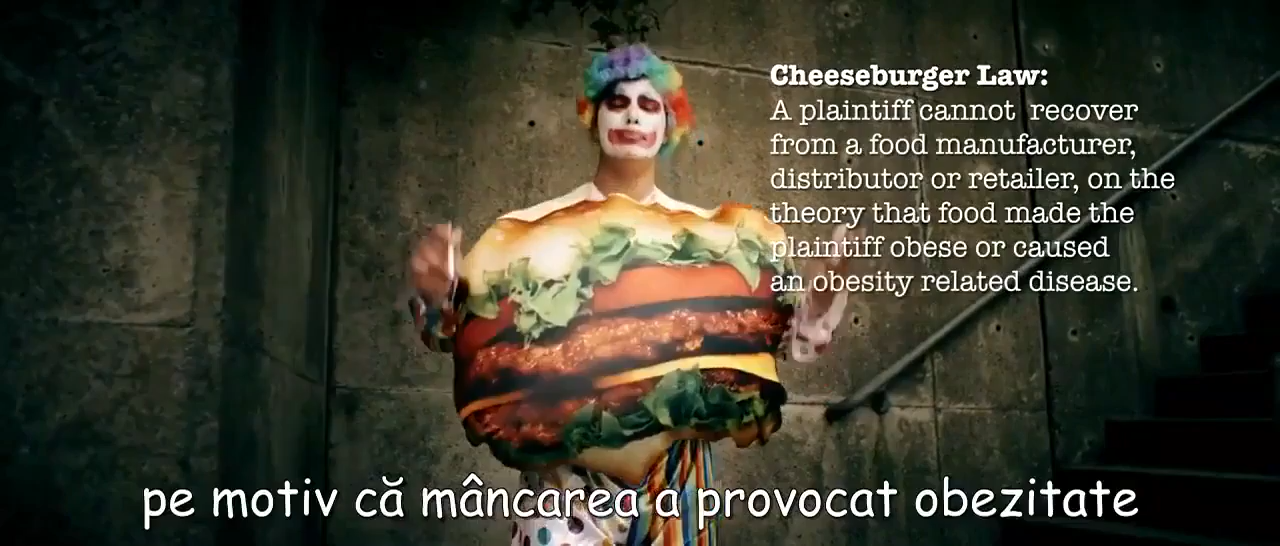 Cheeseburger Law:
A plaintiff cannot recover
from a food manufacturer,
distributor or retailer, on the
theory that food made the
plaintiff obese or caused
an obesity related disease.
pe motiv că mâncarea a provocat obezitate